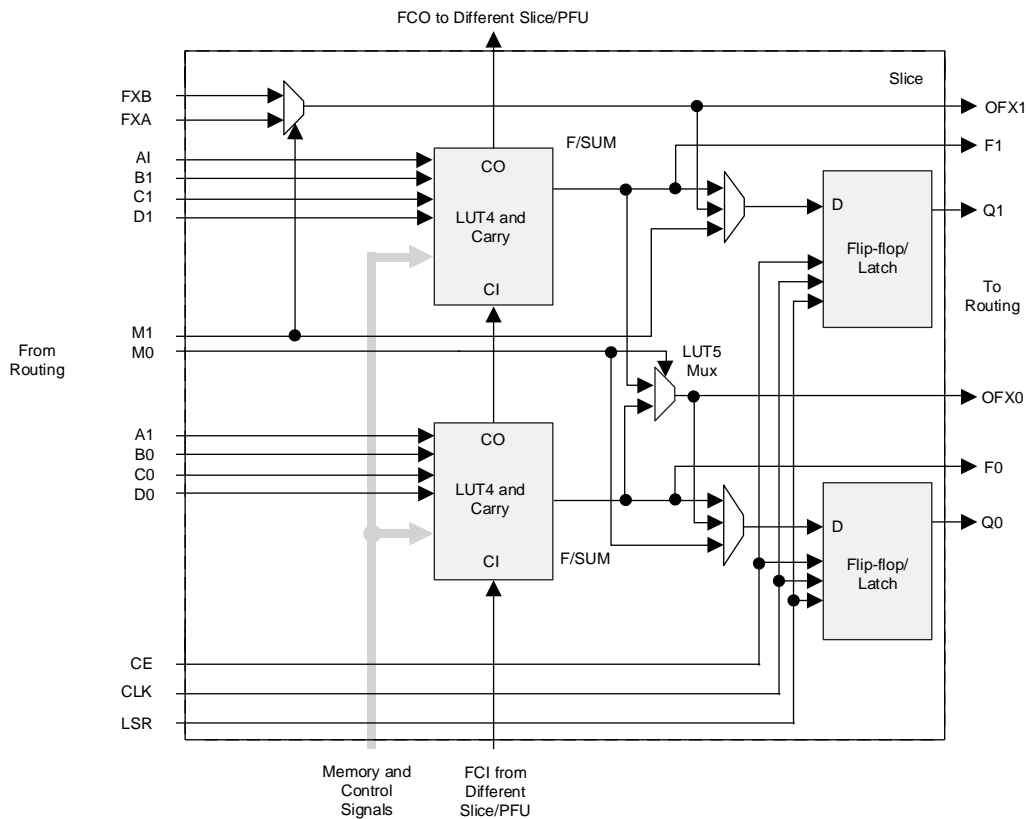 FCO to Different Slice/PFU
Slice
FXB
FXA
OFX1
F/SUM
F1
AI
B1
C1
D1
CO
LUT4 and
Carry
CI
D
Flip-flop/
Latch
Q1
To
Routing
From
Routing
M1
M0
LUT5
Mux
OFX0
A1
B0
C0
D0
CO
LUT4 and
Carry
CI
F/SUM
F0
D
Flip-flop/
Latch
Q0
CE
CLK
LSR
Memory and
Control
Signals
FCI from
Different
Slice/PFU